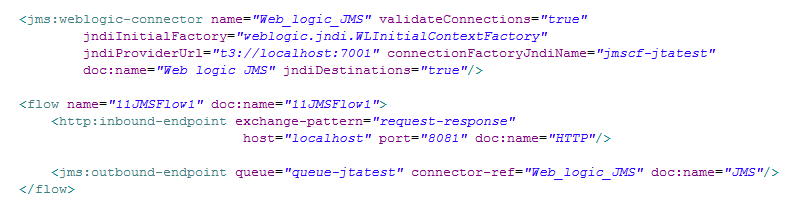 <jms:weblogic-connector name="Web_logic_JMS" validateConnections="true"
jndiInitialFactory="weblogic.jndi.WLInitialContextFactory"
jndiProviderUrl="t3://localhost:7001" connectionFactoryJndiName="jmscf-jtatest"
doc:name="Web logic JMS" jndiDestinations="true"/>
<flow name="11JMSFlow1" doc:name="11JMSFlow1">
<http:inbound-endpoint exchange-pattern="request-response"
host="localhost" port="8081" doc:name="HTTP"/>
<jms:outbound-endpoint queue="queue-jtatest" connector-ref="Web_logic_JMS" doc:name="JMS"/>
</flow>